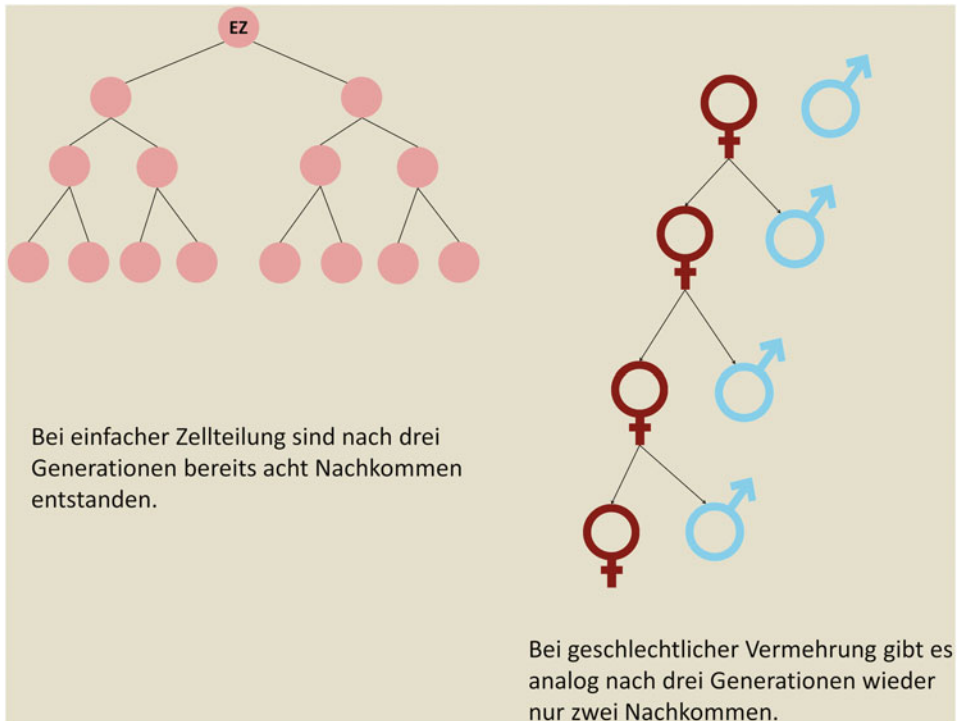 EZ
Bei einfacher Zellteilung sind nach drei
Generationen bereits acht Nachkommen
entstanden.
Bei geschlechtlicher Vermehrung gibt es
analog nach drei Generationen wieder
nur zwei Nachkommen.